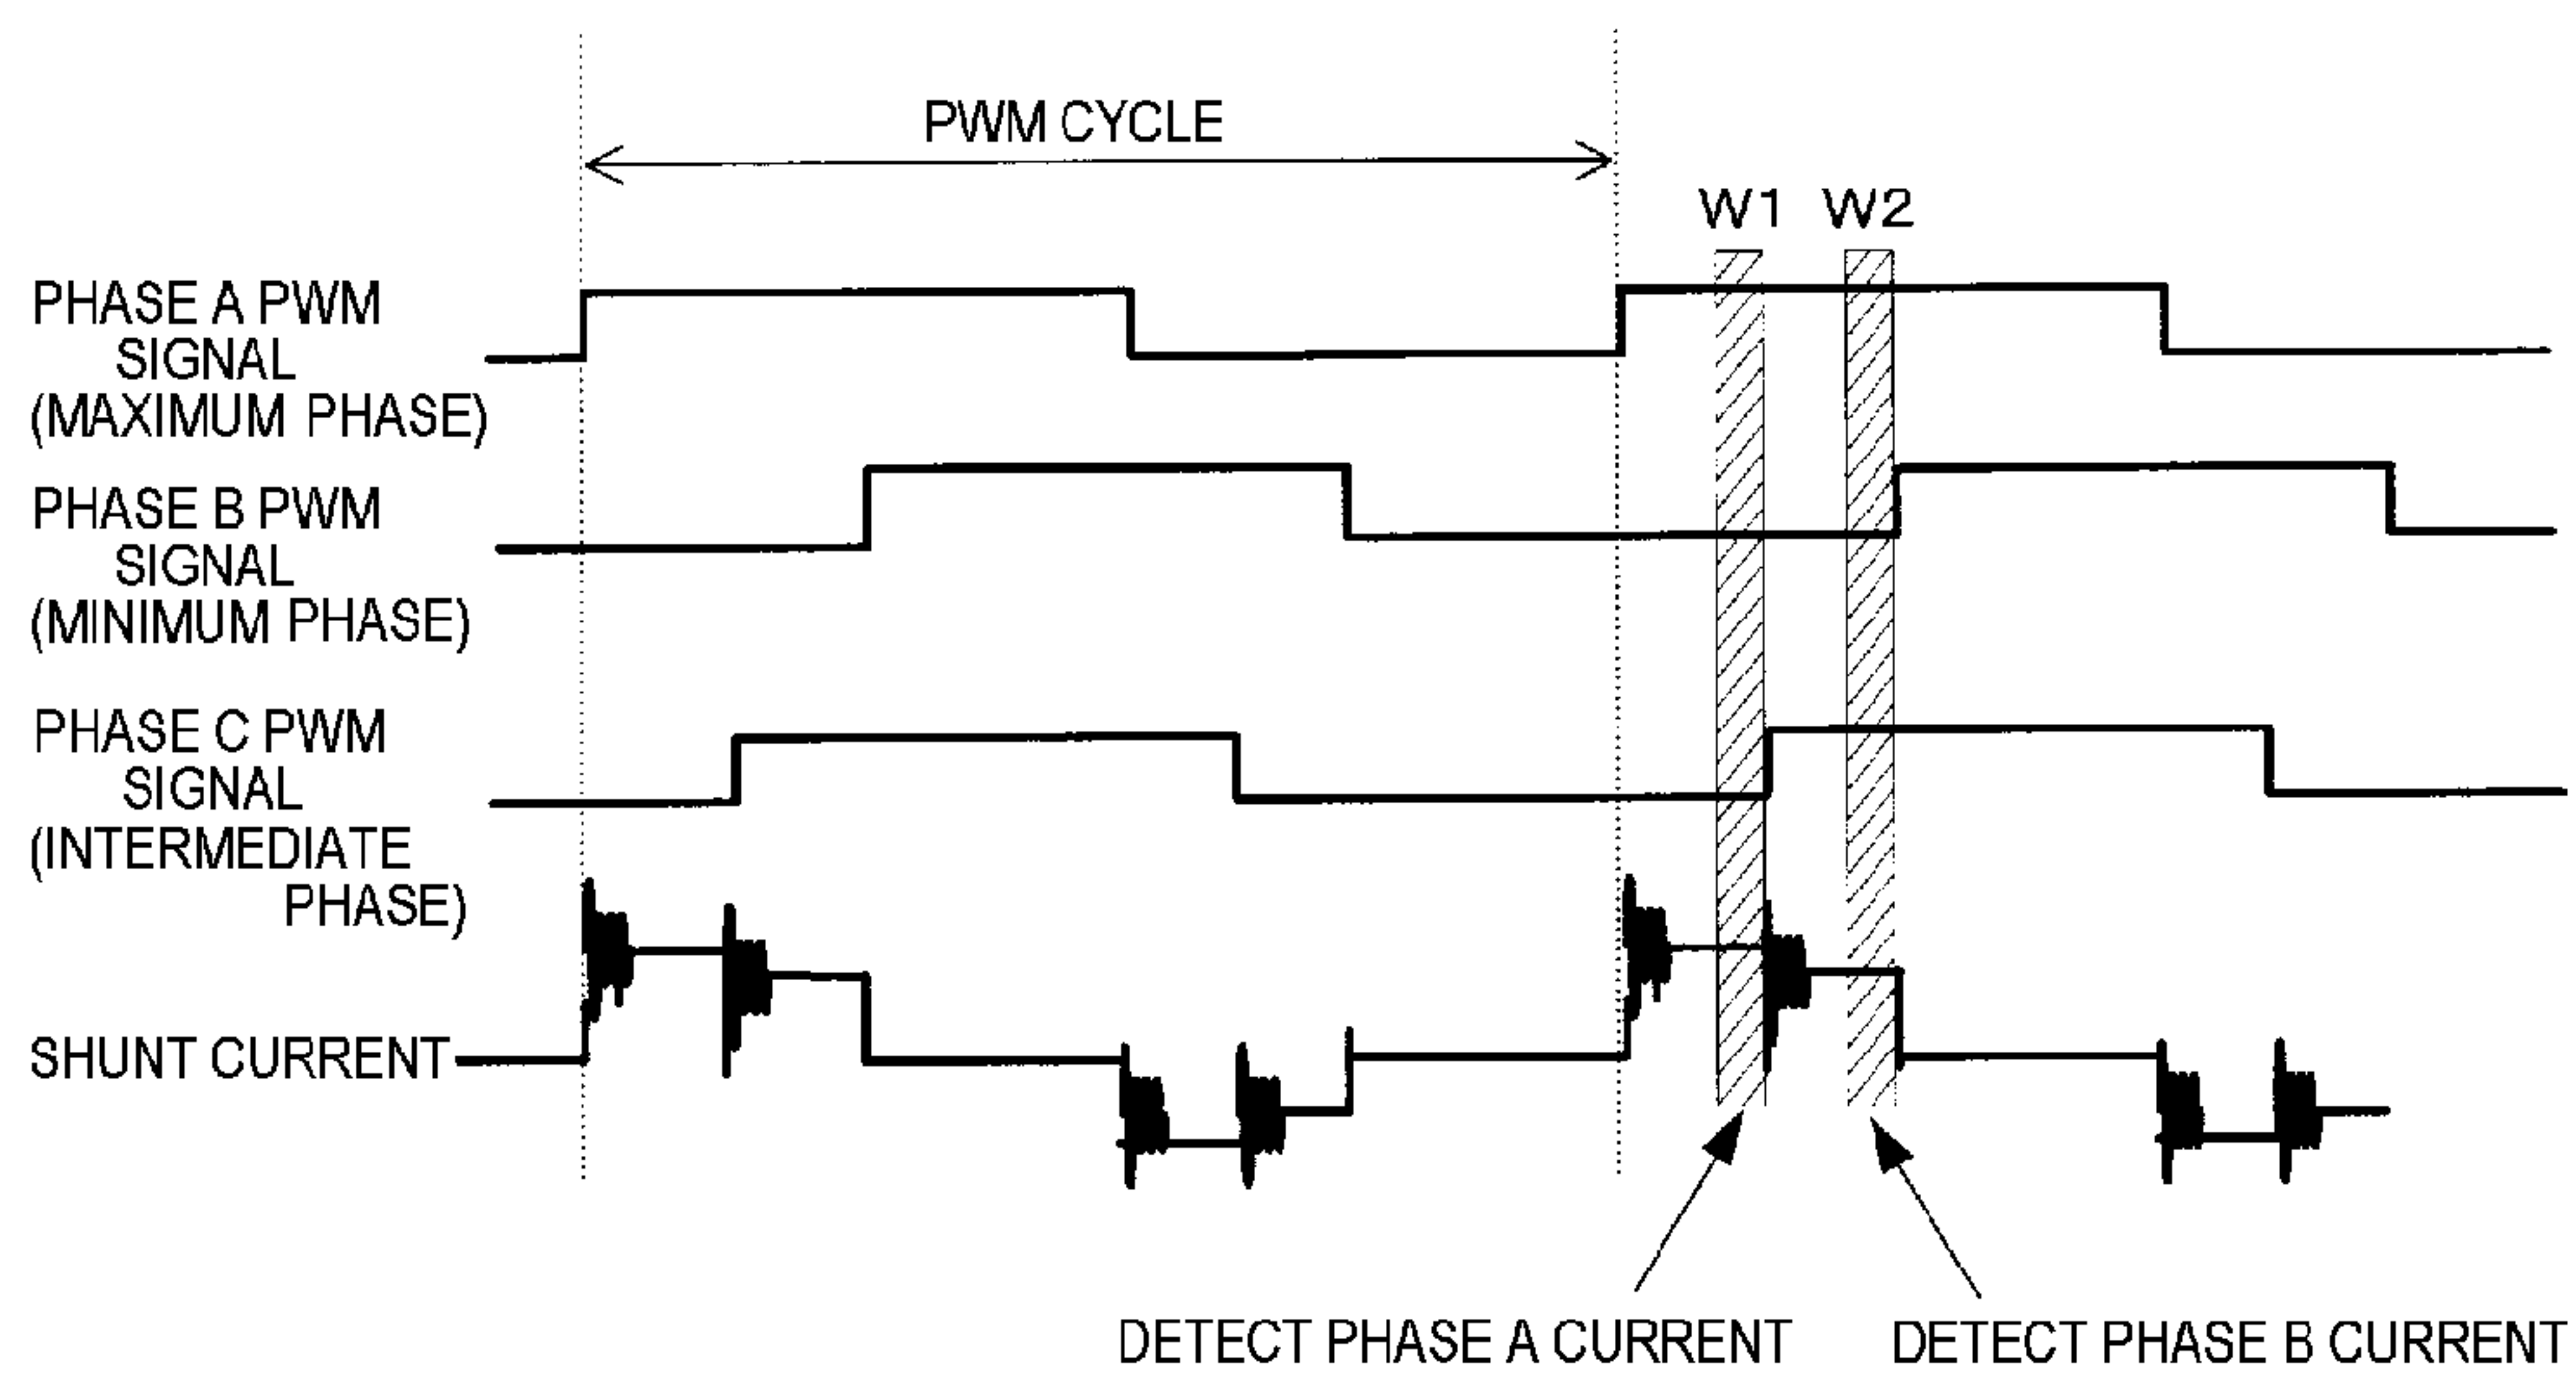 PWM CYCLE
W1 W2
PHASE A PWM
SIGNAL
(MAXIMUM PHASE)
PHASE B PWM
SIGNAL
(MINIMUM PHASE)
PHASE C PWM
SIGNAL
(INTERMEDIATE
PHASE)
SHUNT CURRENT
DETECT PHASE A CURRENT
DETECT PHASE B CURRENT